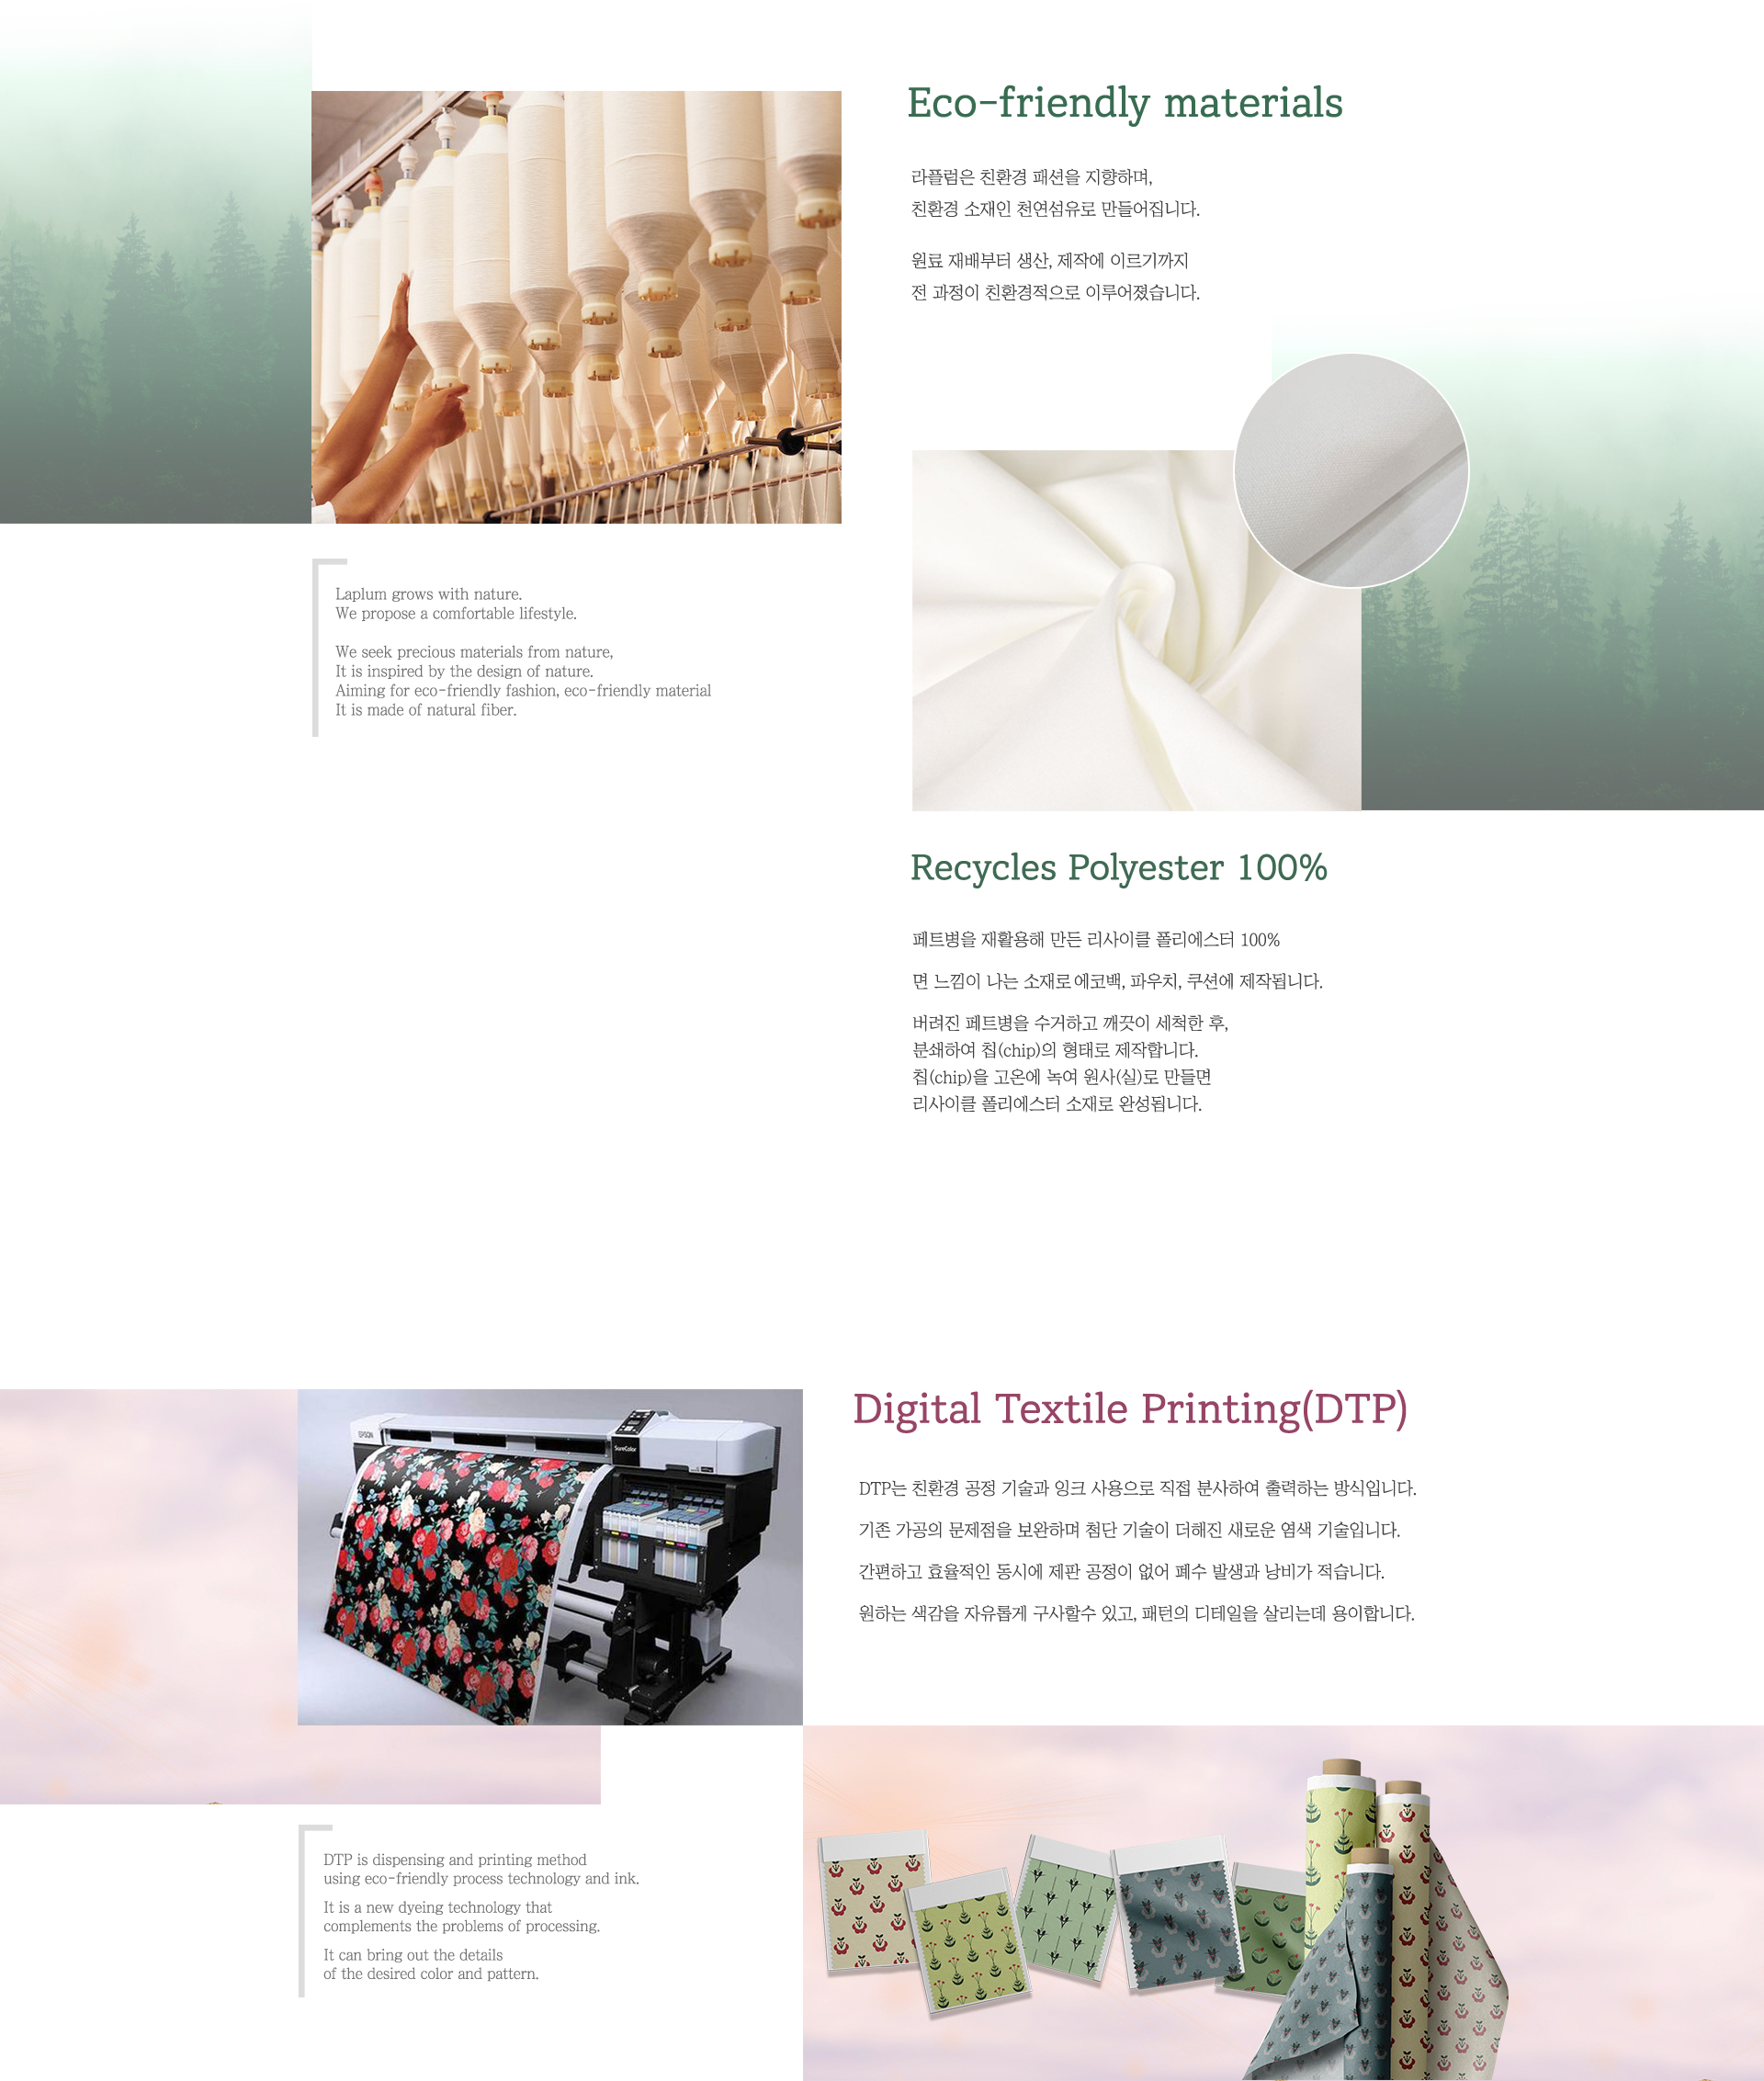 Eco-friendly materials
라플럼은 친환경 패션을 지향하며,
친환경 소재인 천연섬유로 만들어집니다.
원료 재배부터 생산, 제작에 이르기까지
전 과정이 친환경적으로 이루어졌습니다.
Laplum grows with nature.
We propose a comfortable lifestyle.
We seek precious materials from nature,
It is inspired by the design of nature.
Aiming for eco-friendly fashion, eco-friendly material
It is made of natural fiber.
Recycles Polyester 100%
페트병을 재활용해 만든 리사이클 폴리에스터 100%
면 느낌이 나는 소재로 에코백, 파우치, 쿠션에 제작됩니다.
버려진 페트병을 수거하고 깨끗이 세척한 후,
분쇄하여 칩(chip)의 형태로 제작합니다.
칩(chip)을 고온에 녹여 원사(실)로 만들면
리사이클 폴리에스터 소재로 완성됩니다.
Digital Textile Printing(DTP)
DTP는 친환경 공정 기술과 잉크 사용으로 직접 분사하여 출력하는 방식입니다.
기존 가공의 문제점을 보완하며 첨단 기술이 더해진 새로운 염색 기술입니다.
간편하고 효율적인 동시에 제판 공정이 없어 폐수 발생과 낭비가 적습니다.
원하는 색감을 자유롭게 구사할수 있고, 패턴의 디테일을 살리는데 용이합니다.
EPSON
SureColor
DTP is dispensing and printing method
using eco-friendly process technology and ink.
It is a new dyeing technology that
complements the problems of processing.
It can bring out the details
of the desired color and pattern.